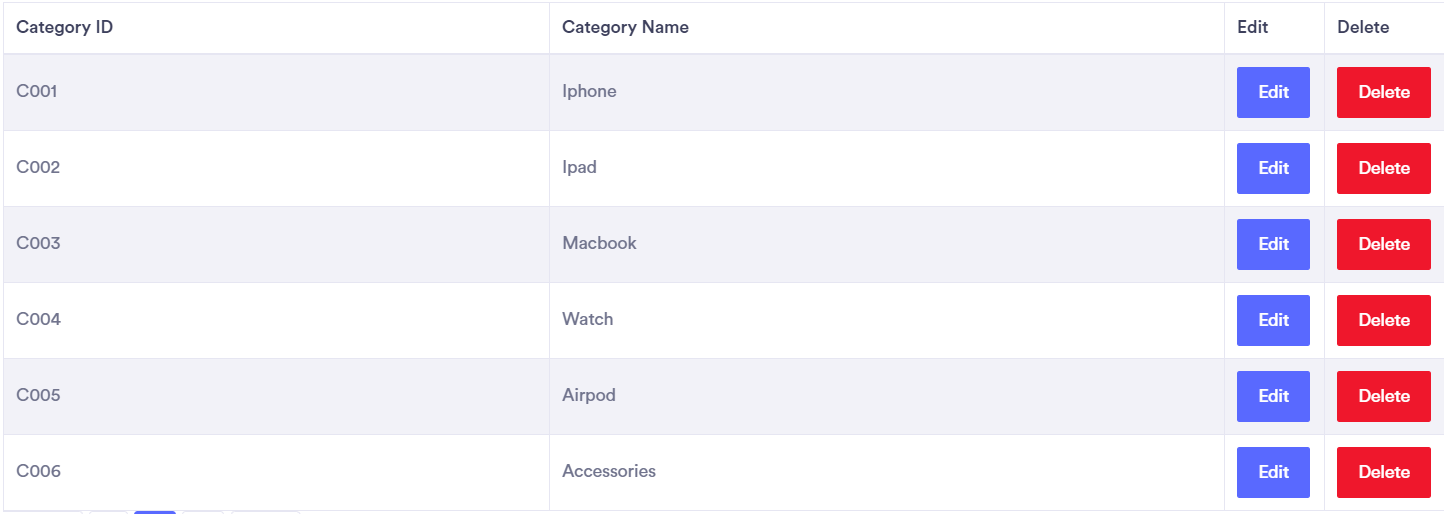 Category ID Category Name Edit Delete
C001 Iphone Edit Delete
C002 Ipad Edit Delete
C003 Macbook Edit Delete
C004 Watch Edit Delete
C005 Airpod Edit Delete
C006 Accessories Edit Delete